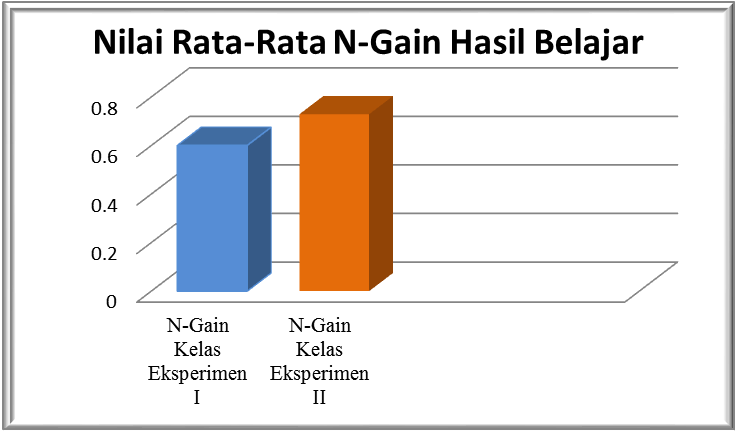 Nilai Rata-Rata N-Gain Hasil Belajar
0.8
0.6
0.4
0.2
0
N-Gain
Kelas
Eksperimen
I
N-Gain
Kelas
Eksperimen
II